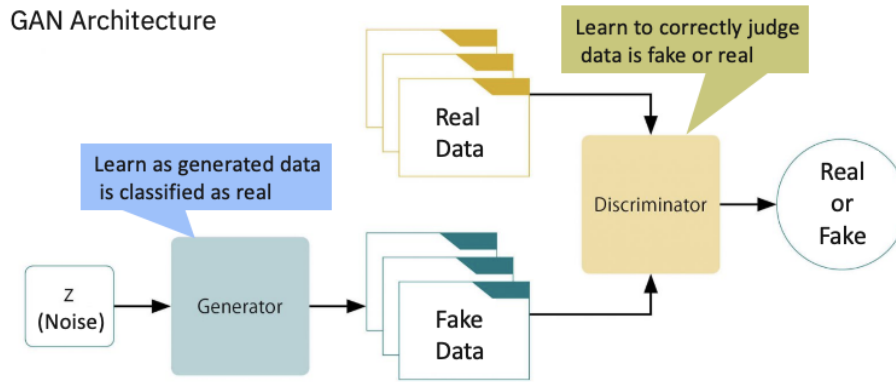 GAN Architecture
Learn to correctly judge
data is fake or real
Real
Data
Learn as generated data
is classified as real
Discriminator
Real
or
Fake
Z
(Noise)
Generator
Fake
Data